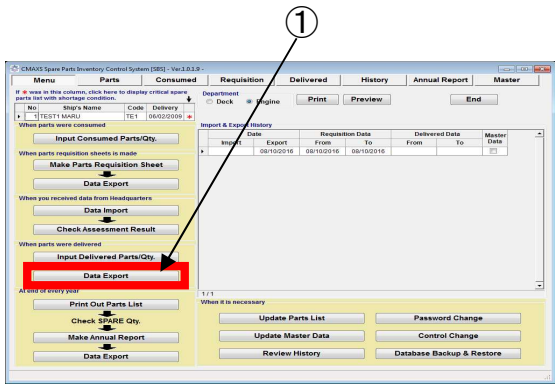 ①
CMAXS Spare Parts Inventory Control System [SBS] - Ver.1.0.1.9 -
Menu Parts Consumed Requisition Delivered History Annual Report Master
If * was in this column, click here to display critical spare
parts list with shortage condition.
No Ship's Name Code Delivery
1 TEST1 MARU TE1 06/02/2009 *
Department
Deck Engine Print Preview End
When parts were consumed
Input Consumed Parts/Qty.
When parts requisition sheets is made
Make Parts Requisition Sheet
Data Export
When you received data from Headquarters
Data Import
Check Assessment Result
When parts were delivered
Input Delivered Parts/Qty.
Data Export
At end of every year
Print Out Parts List
Check SPARE Qty.
Make Annual Report
Data Export
Import & Export History
Date Requisition Data Delivered Data Master
Import Export From To From To Data
08/10/2016 08/10/2016 08/10/2016
1 / 1
When it is necessary
Update Parts List Password Change
Update Master Data Control Change
Review History Database Backup & Restore